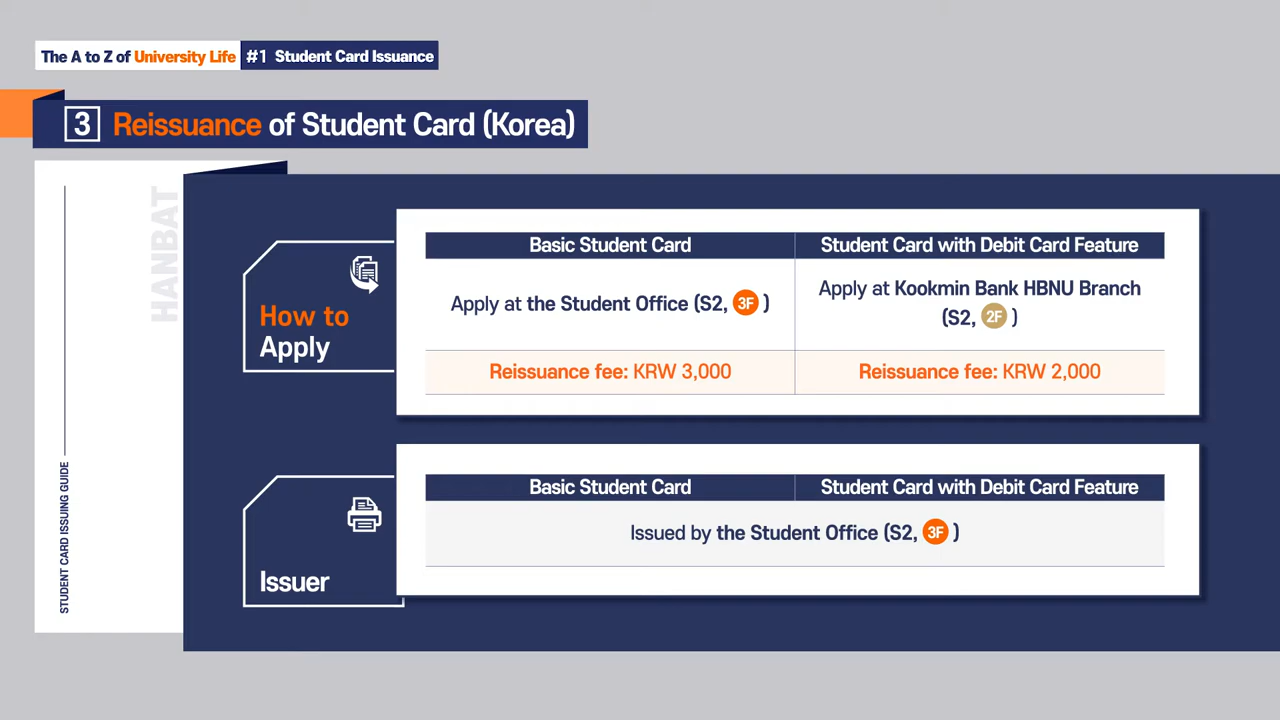 The A to Z of University Life #1 Student Card Issuance
3 Reissuance of Student Card (Korea)
HANBAT
STUDENT CARD ISSUING GUIDE
How to
Apply
Basic Student Card
Student Card with Debit Card Feature
Apply at the Student Office (S2, 3F )
Apply at Kookmin Bank HBNU Branch
(S2, 2F )
Reissuance fee: KRW 3,000
Reissuance fee: KRW 2,000
Issuer
Basic Student Card
Student Card with Debit Card Feature
Issued by the Student Office (S2, 3F )